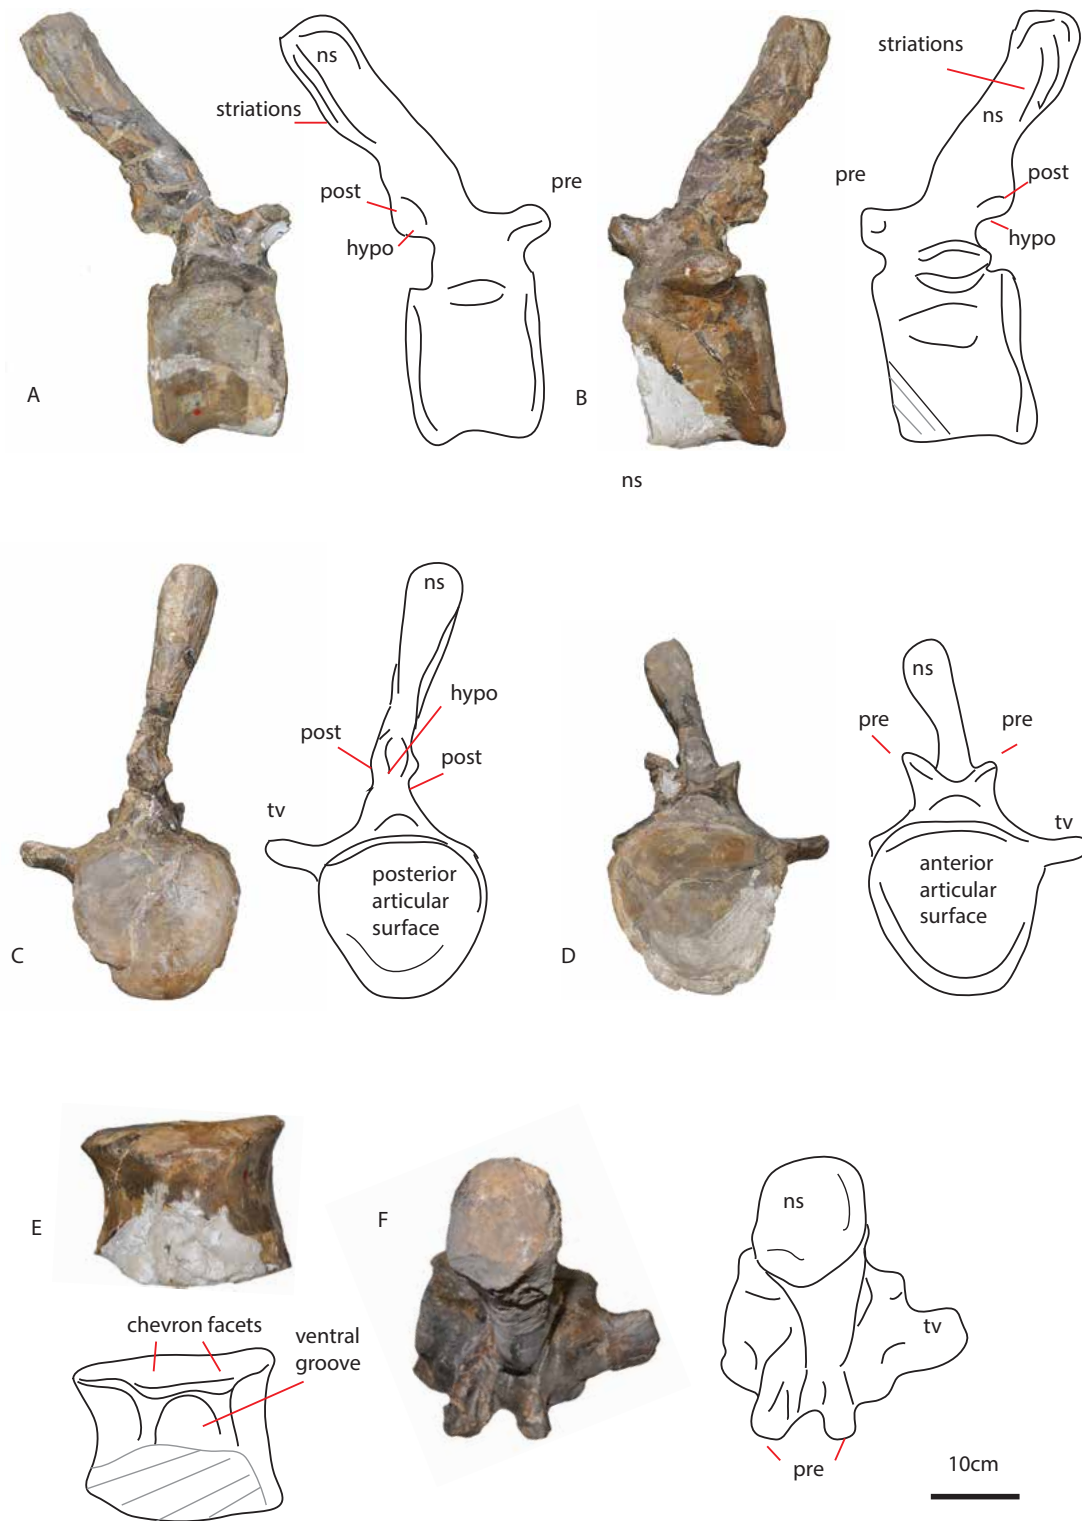 ns
striations
post
hypo
pre
A
striations
ns
pre
post
hypo
B
ns
ns
hypo
post
post
tv
posterior
articular
surface
C
ns
pre
pre
tv
anterior
articular
surface
D
E
chevron facets
ventral
groove
F
ns
tv
pre
10cm